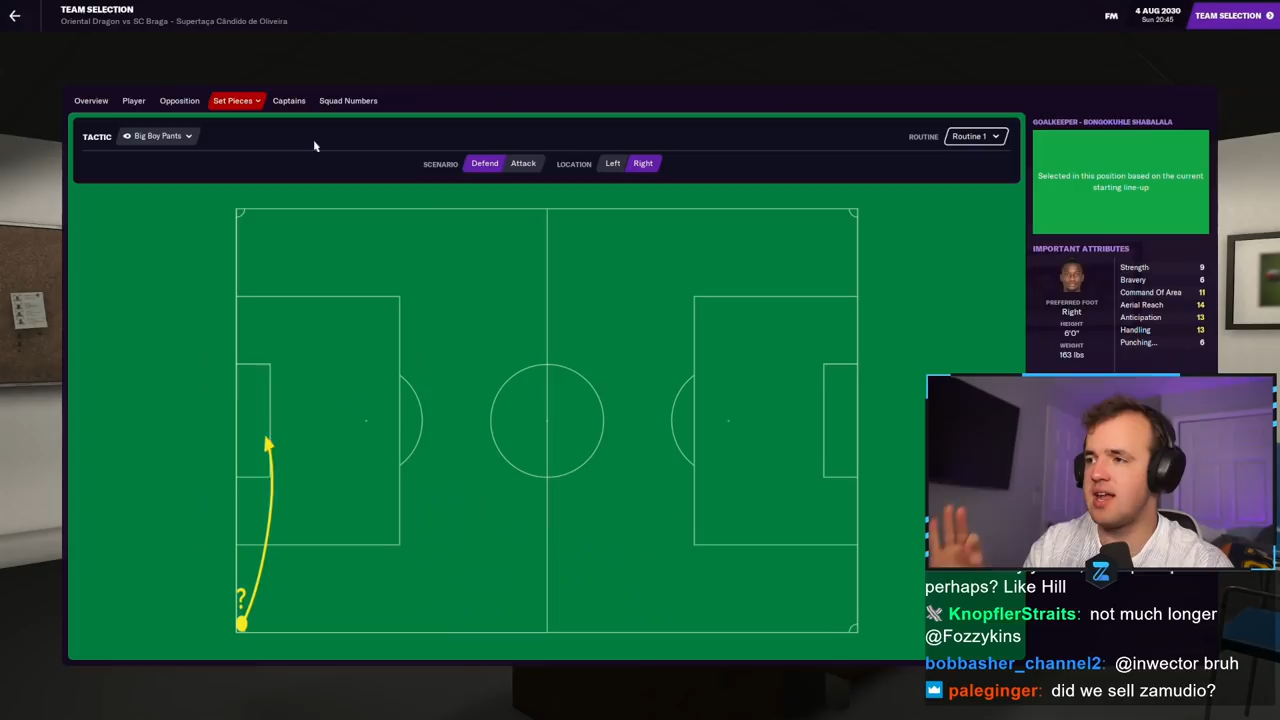 TEAM SELECTION
Oriental Dragon vs SC Braga - Supertaça Cândido de Oliveira
FM
4 AUG 2030
Sun 20:45
TEAM SELECTION
Overview Player Opposition Set Pieces Captains Squad Numbers
TACTIC Big Boy Pants
ROUTINE Routine 1
SCENARIO Defend Attack LOCATION Left Right
?
GOALKEEPER - BONGOKUHLE SHABALALA
Selected in this position based on the current
starting line-up
IMPORTANT ATTRIBUTES
PREFERRED FOOT
Right
HEIGHT
6'0"
WEIGHT
163 lbs
Strength 9
Bravery 6
Command Of Area 11
Aerial Reach 14
Anticipation 13
Handling 13
Punching... 6
perhaps? Like Hill
KnopflerStraits: not much longer
@Fozzykins
bobbasher_channel2: @inwector bruh
paleginger: did we sell zamudio?